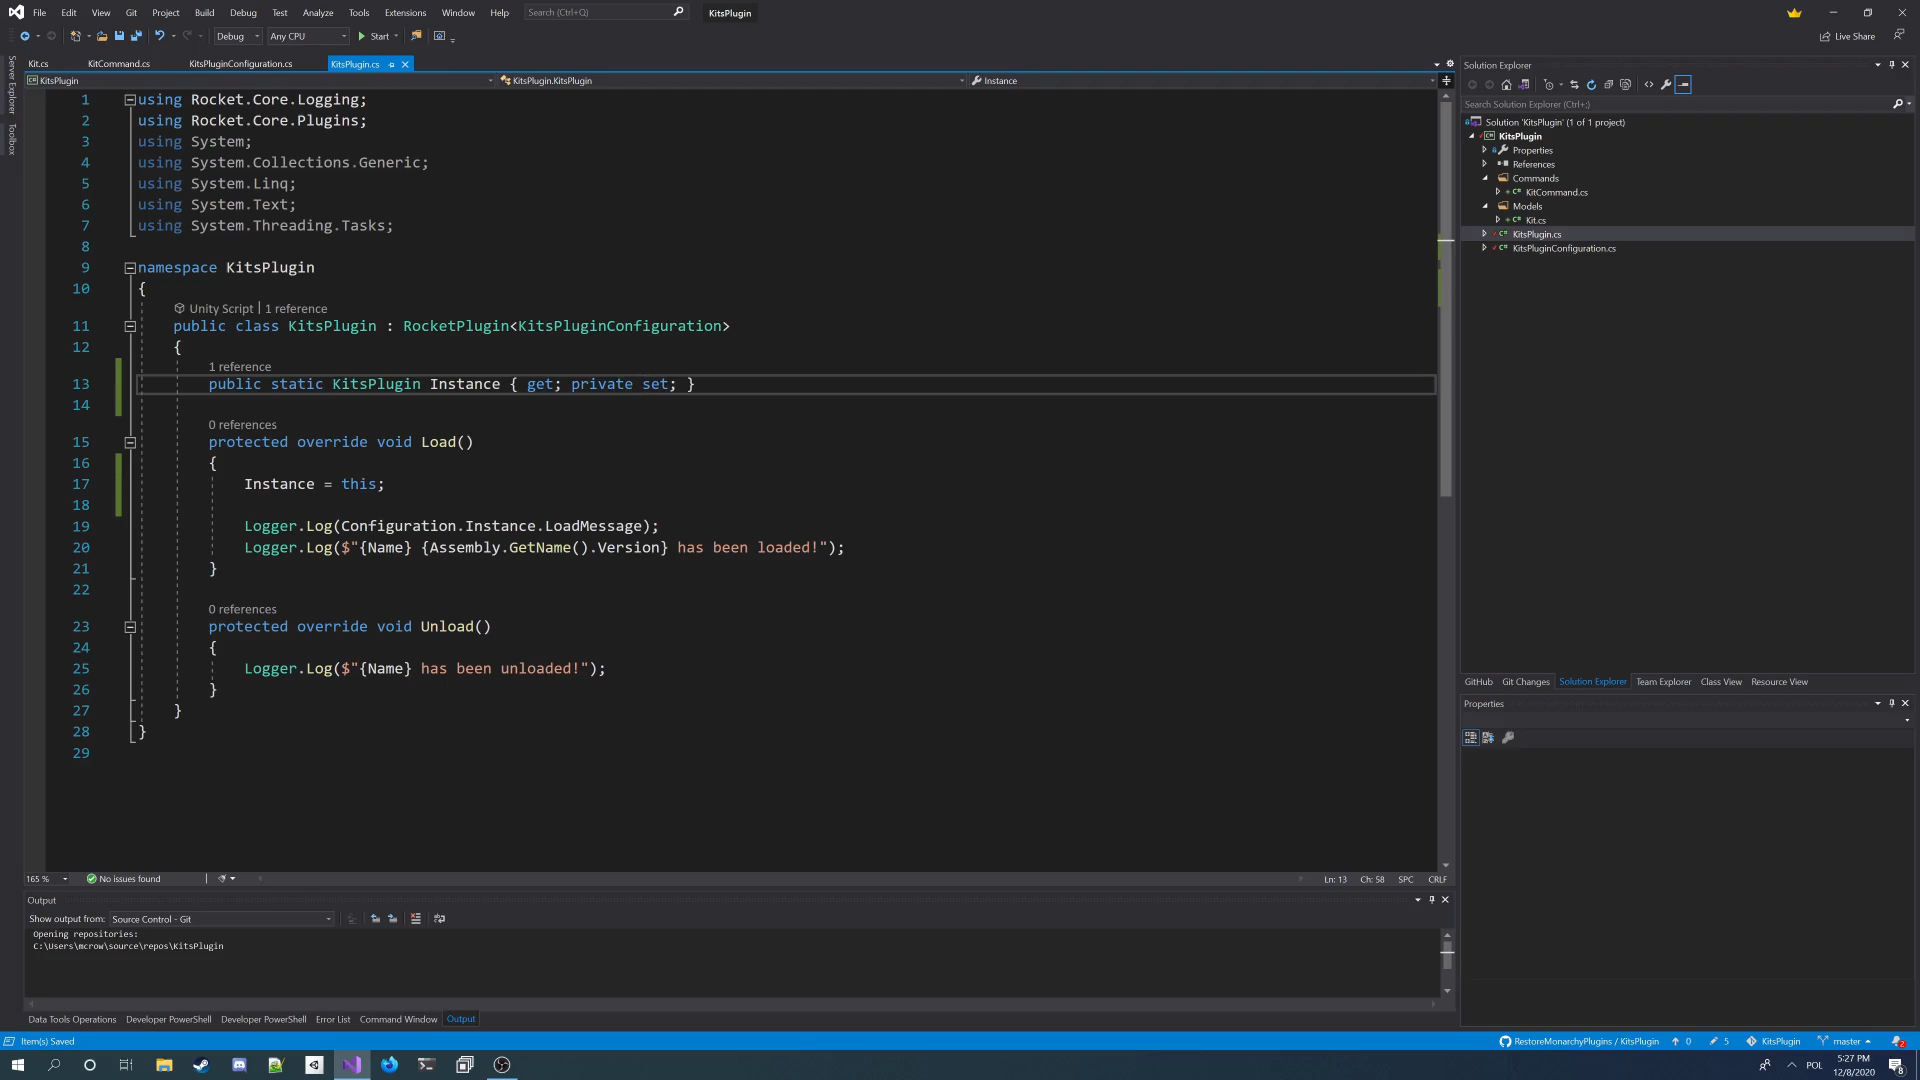 File Edit View Git Project Build Debug Test Analyze Tools Extensions Window Help Search (Ctrl+Q) KitsPlugin
Debug Any CPU Start Live Share
Server Explorer
Toolbox
Kit.cs KitCommand.cs KitsPluginConfiguration.cs KitsPlugin.cs
KitsPlugin KitsPlugin.KitsPlugin Instance
1 using Rocket.Core.Logging;
2 using Rocket.Core.Plugins;
3 using System;
4 using System.Collections.Generic;
5 using System.Linq;
6 using System.Text;
7 using System.Threading.Tasks;
8
9 namespace KitsPlugin
10 {
Unity Script | 1 reference
11 public class KitsPlugin : RocketPlugin<KitsPluginConfiguration>
12 {
1 reference
13 public static KitsPlugin Instance { get; private set; }
14
0 references
15 protected override void Load()
16 {
17 Instance = this;
18
19 Logger.Log(Configuration.Instance.LoadMessage);
20 Logger.Log($"{Name} {Assembly.GetName().Version} has been loaded!");
21 }
22
0 references
23 protected override void Unload()
24 {
25 Logger.Log($"{Name} has been unloaded!");
26 }
27 }
28 }
29
165 % No issues found Ln: 13 Ch: 58 SPC CRLF
Output
Show output from: Source Control - Git
Opening repositories:
C:\Users\mcrow\source\repos\KitsPlugin
Data Tools Operations Developer PowerShell Developer PowerShell Error List Command Window Output
Solution Explorer
Search Solution Explorer (Ctrl+;)
Solution 'KitsPlugin' (1 of 1 project)
KitsPlugin
Properties
References
Commands
KitCommand.cs
Models
Kit.cs
KitsPlugin.cs
KitsPluginConfiguration.cs
GitHub Git Changes Solution Explorer Team Explorer Class View Resource View
Properties
Item(s) Saved RestoreMonarchyPlugins / KitsPlugin 0 5 KitsPlugin master 2
POL 5:27 PM
12/8/2020